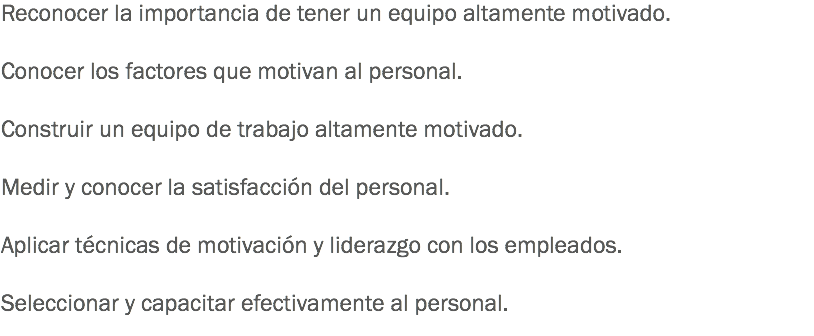 Reconocer la importancia de tener un equipo altamente motivado.
Conocer los factores que motivan al personal.
Construir un equipo de trabajo altamente motivado.
Medir y conocer la satisfacción del personal.
Aplicar técnicas de motivación y liderazgo con los empleados.
Seleccionar y capacitar efectivamente al personal.